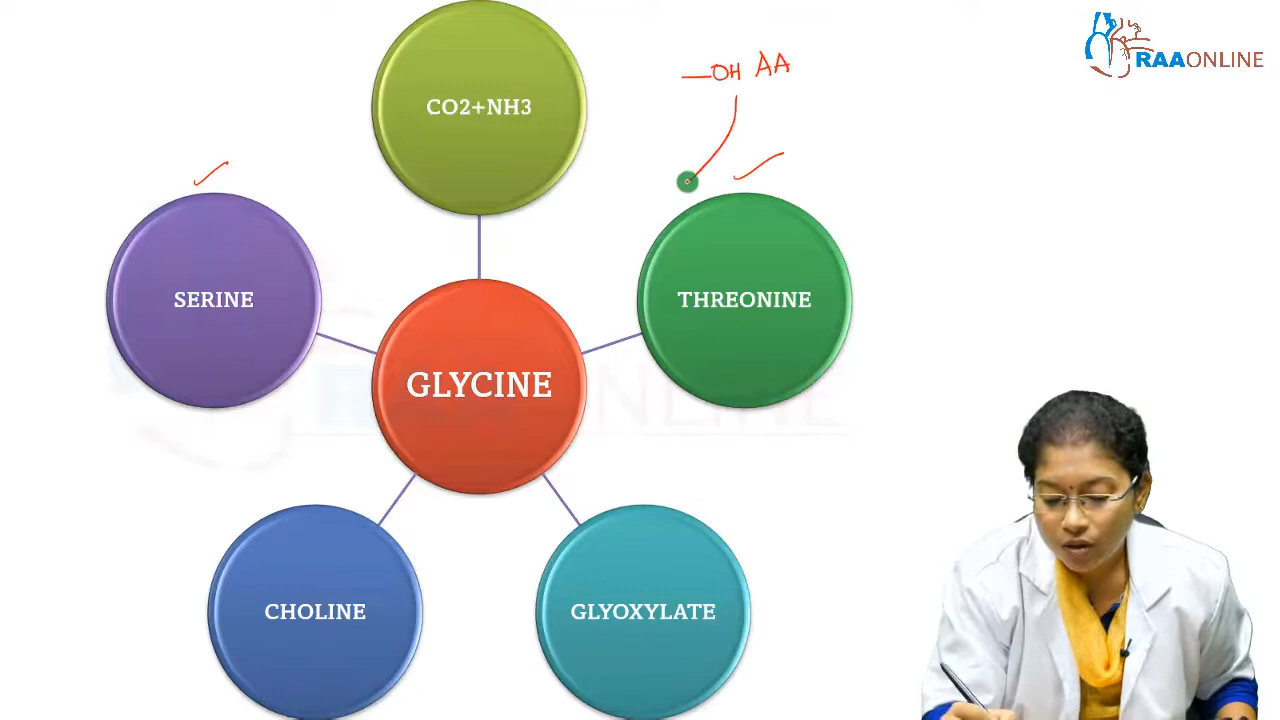 RAAONLINE
—OH AA
CO2+NH3
SERINE
THREONINE
GLYCINE
CHOLINE
GLYOXYLATE